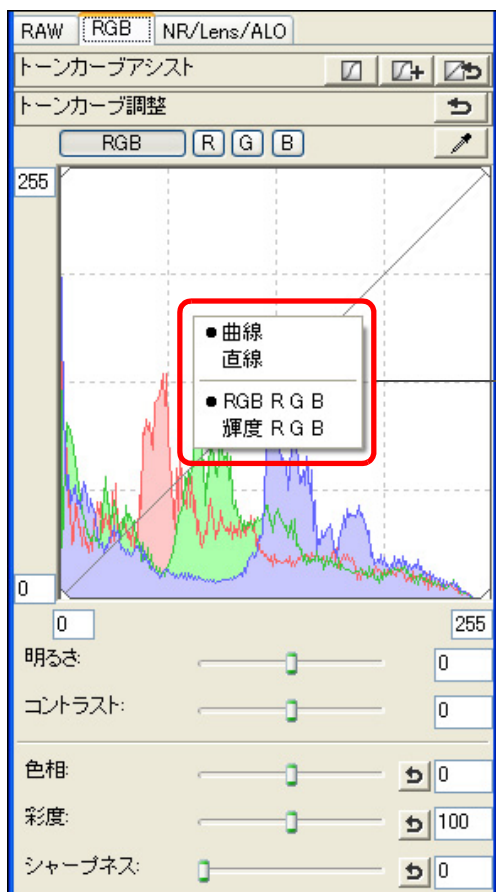 RAW RGB NR/Lens/ALO
トーンカーブアシスト
トーンカーブ調整
RGB R G B
255
●曲線
直線
●RGB R G B
輝度 R G B
0
0 255
明るさ: 0
コントラスト: 0
色相: 0
彩度: 100
シャープネス: 0